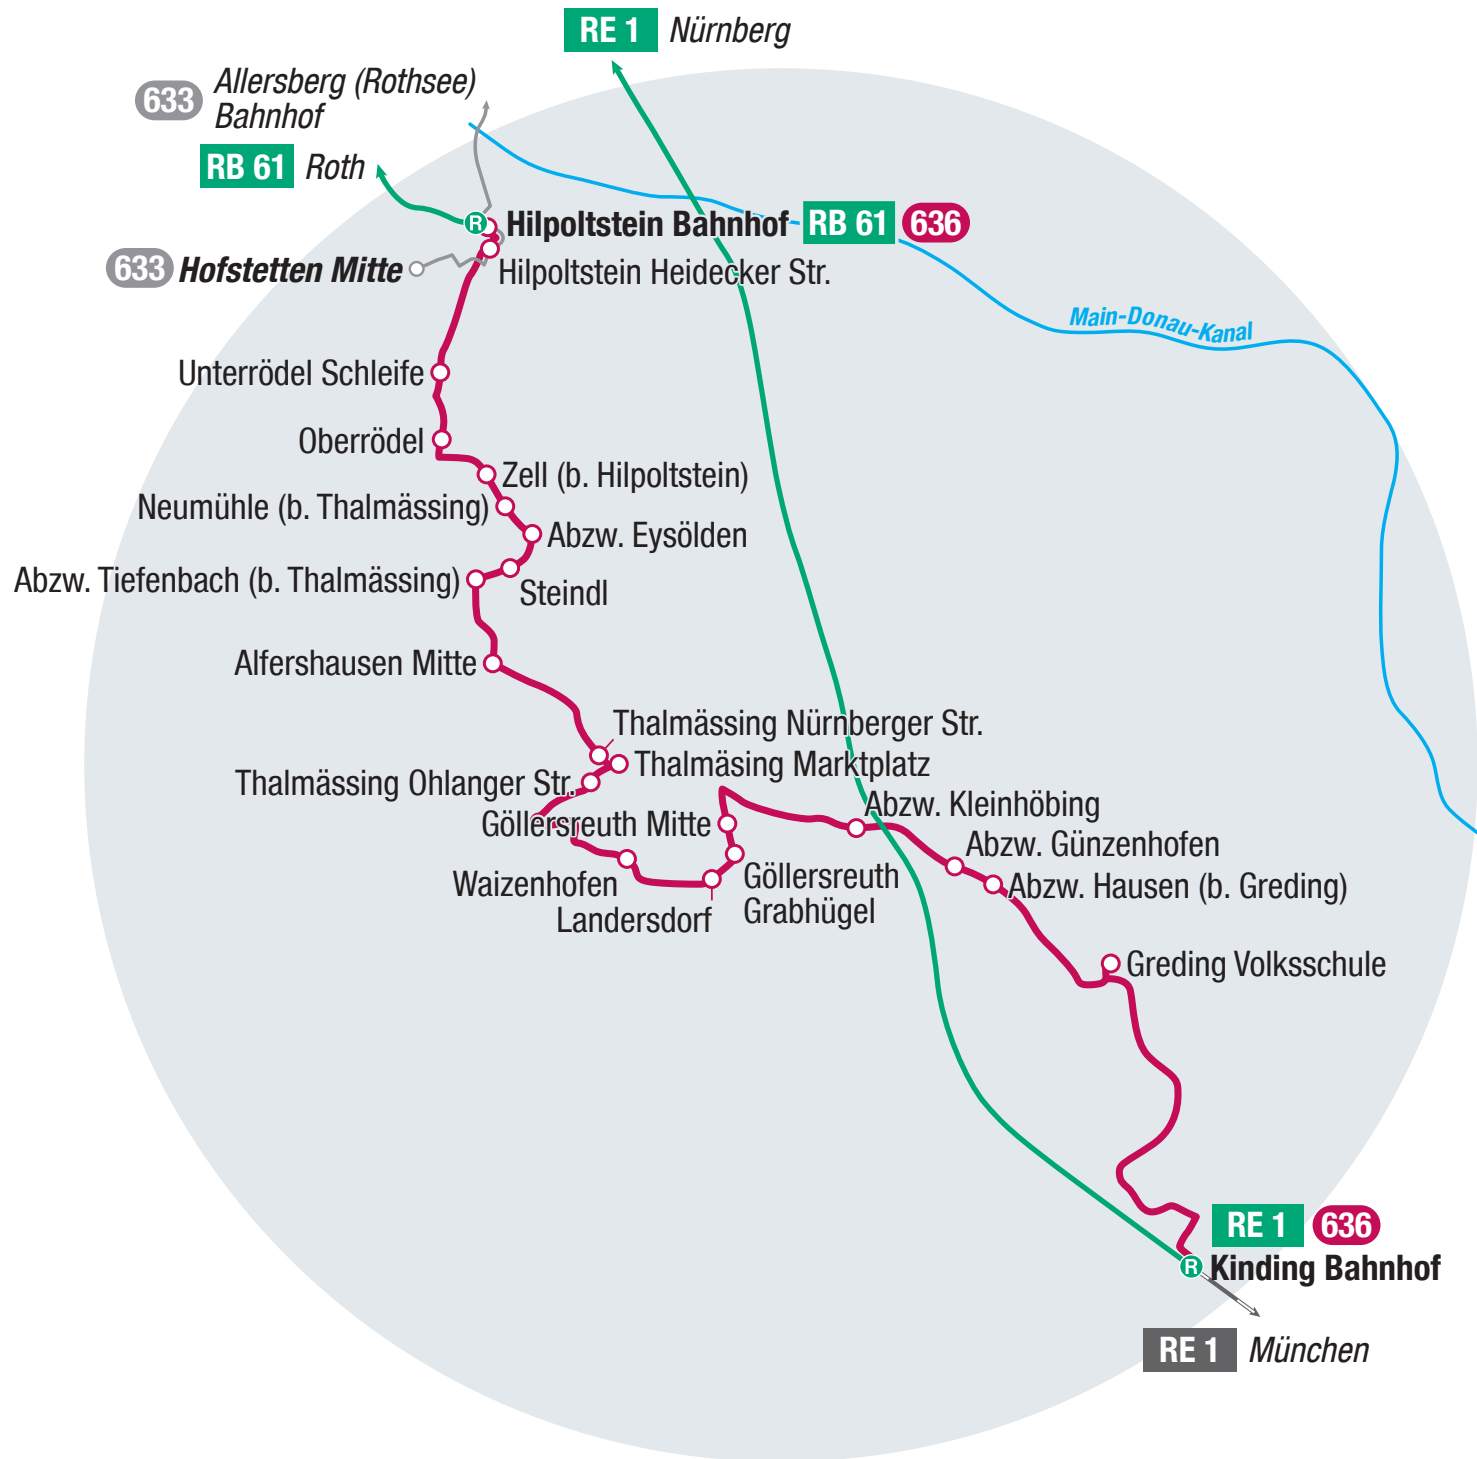 RE 1 Nürnberg
633 Allersberg (Rothsee)
Bahnhof
RB 61 Roth
Hilpoltstein Bahnhof RB 61 636
633 Hofstetten Mitte
Hilpoltstein Heidecker Str.
Main-Donau-Kanal
Unterrödel Schleife
Oberrödel
Zell (b. Hilpoltstein)
Neumühle (b. Thalmässing)
Abzw. Eysölden
Abzw. Tiefenbach (b. Thalmässing)
Steindl
Alfershausen Mitte
Thalmässing Nürnberger Str.
Thalmäsing Marktplatz
Thalmässing Ohlanger Str.
Abzw. Kleinhöbing
Göllersreuth Mitte
Abzw. Günzenhofen
Waizenhofen
Göllersreuth
Grabhügel
Abzw. Hausen (b. Greding)
Landersdorf
Greding Volksschule
RE 1 636
R Kinding Bahnhof
RE 1 München
R